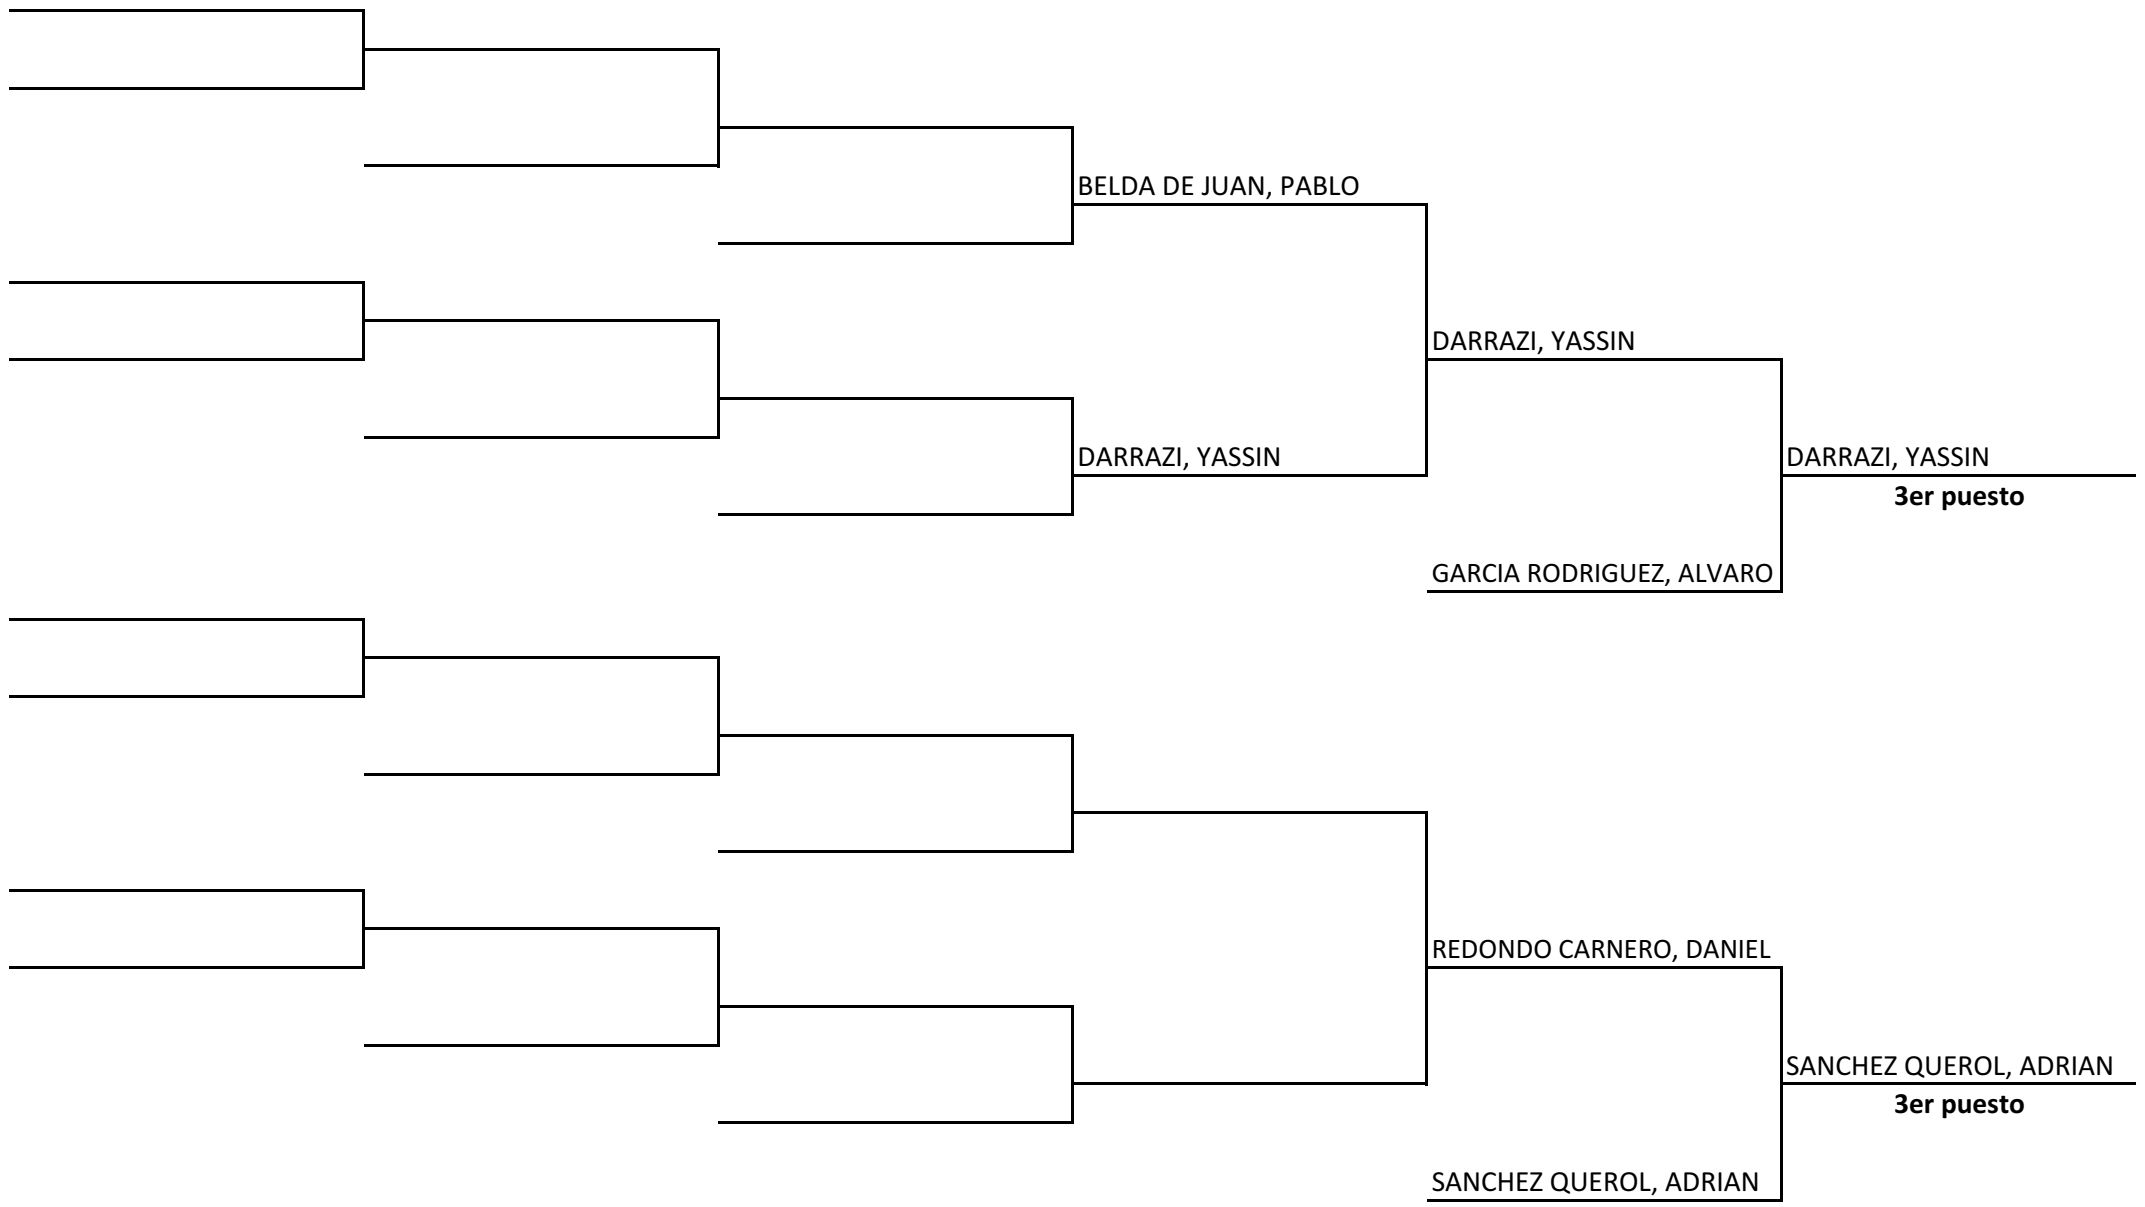 BELDA DE JUAN, PABLO
DARRAZI, YASSIN
DARRAZI, YASSIN
DARRAZI, YASSIN
3er puesto
GARCIA RODRIGUEZ, ALVARO
REDONDO CARNERO, DANIEL
SANCHEZ QUEROL, ADRIAN
3er puesto
SANCHEZ QUEROL, ADRIAN